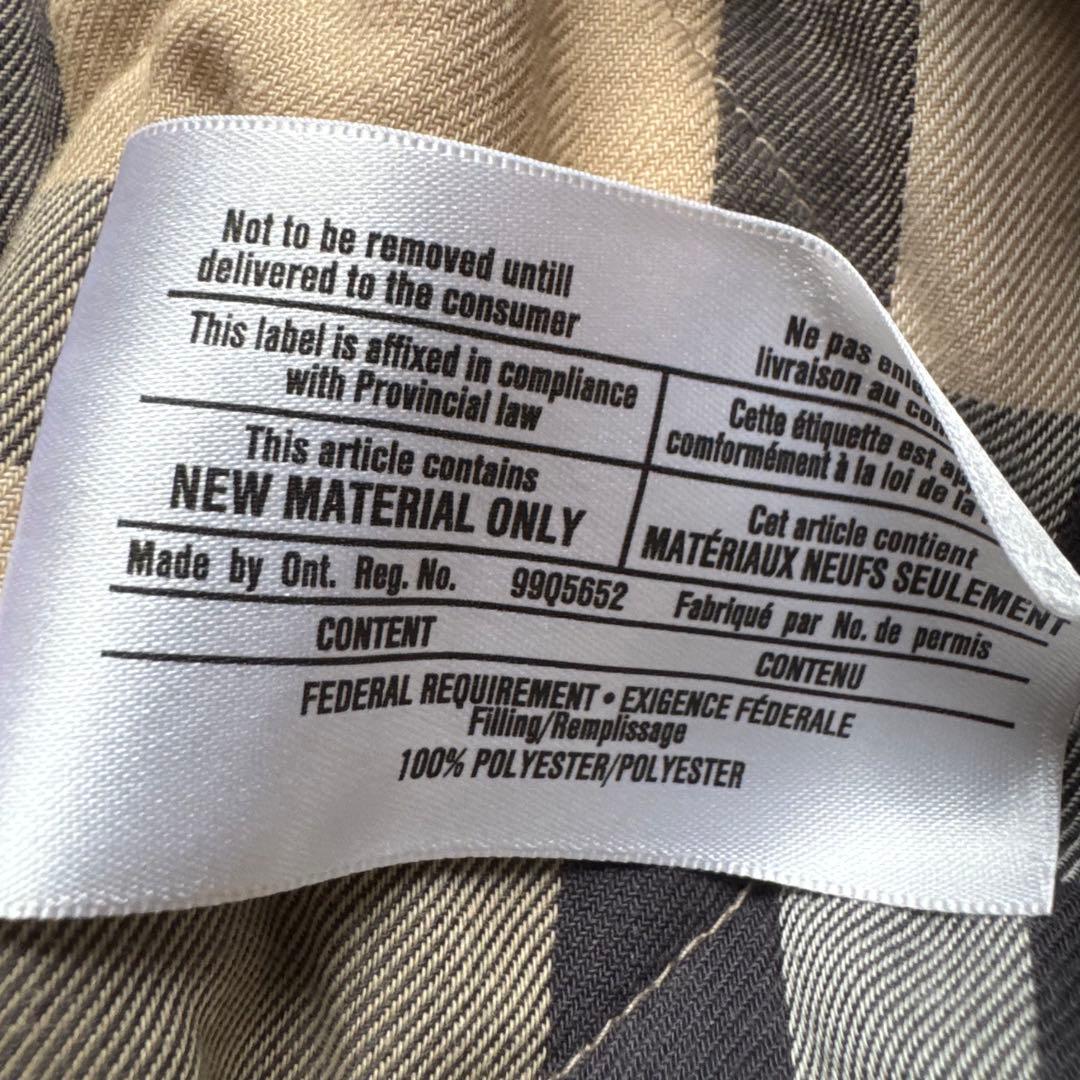 Not to be removed untill
delivered to the consumer
Ne pas
livraison au
This label is affixed in compliance
with Provincial law
Cette étiquette est
comformément à la loi de la
This article contains
NEW MATERIAL ONLY
Cet article contient
MATÉRIAUX NEUFS SEULEMENT
Made by Ont. Reg. No. 99Q5652 Fabriqué par No. de permis
CONTENT CONTENU
FEDERAL REQUIREMENT • EXIGENCE FÉDERALE
Filling/Remplissage
100% POLYESTER/POLYESTER